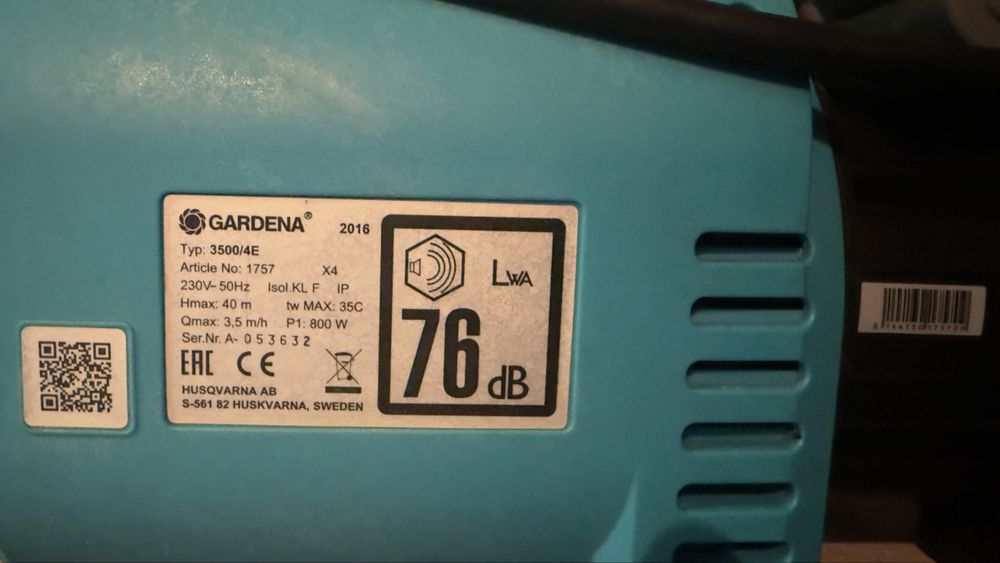 GARDENA® 2016
Typ: 3500/4E
Article No: 1757 X4
230V~ 50Hz Isol.KL F IP
Hmax: 40 m tw MAX: 35C
Qmax: 3,5 m/h P1: 800 W
Ser.Nr. A- 053632
EAC CE
HUSQVARNA AB
S-561 82 HUSKVARNA, SWEDEN
LWA
76 dB